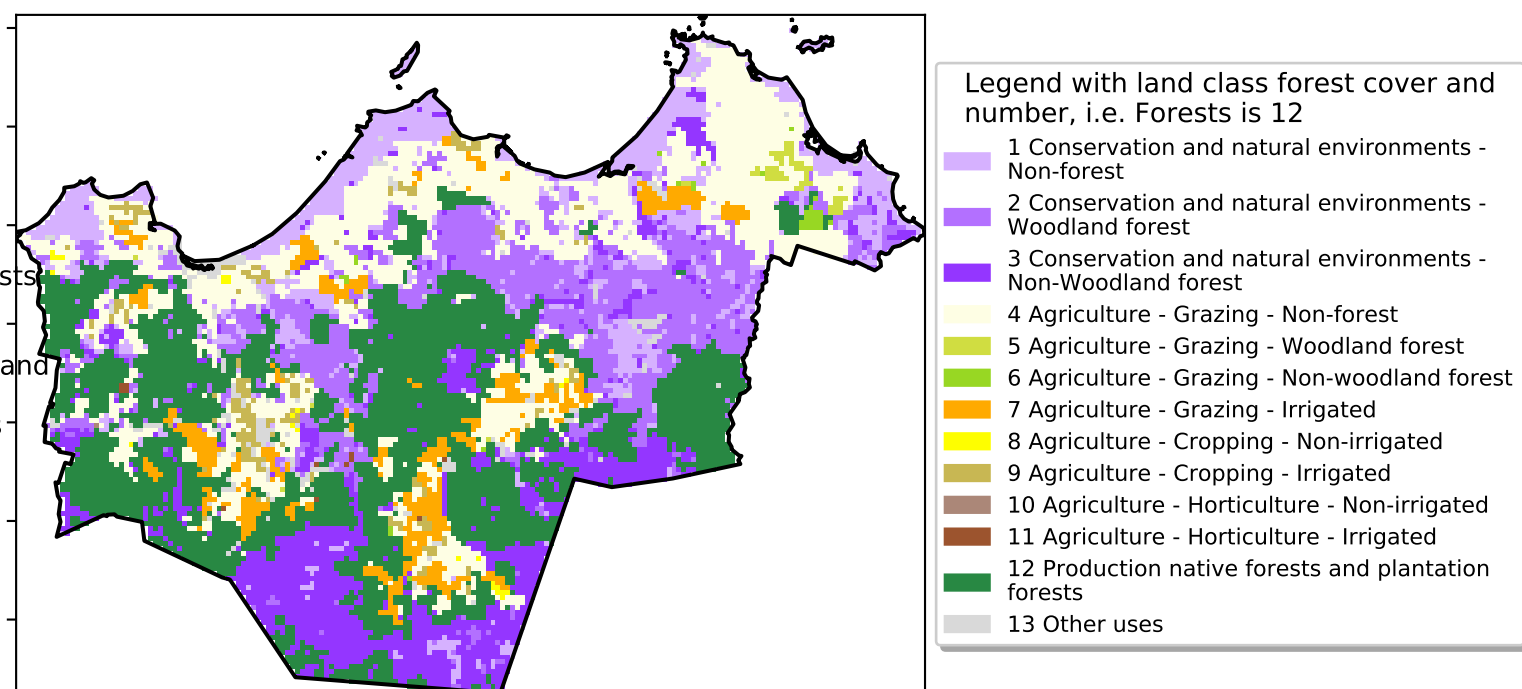 Legend with land class forest cover and
number, i.e. Forests is 12
1 Conservation and natural environments -
Non-forest
2 Conservation and natural environments -
Woodland forest
3 Conservation and natural environments -
Non-Woodland forest
4 Agriculture - Grazing - Non-forest
5 Agriculture - Grazing - Woodland forest
6 Agriculture - Grazing - Non-woodland forest
7 Agriculture - Grazing - Irrigated
8 Agriculture - Cropping - Non-irrigated
9 Agriculture - Cropping - Irrigated
10 Agriculture - Horticulture - Non-irrigated
11 Agriculture - Horticulture - Irrigated
12 Production native forests and plantation
forests
13 Other uses
sts
and